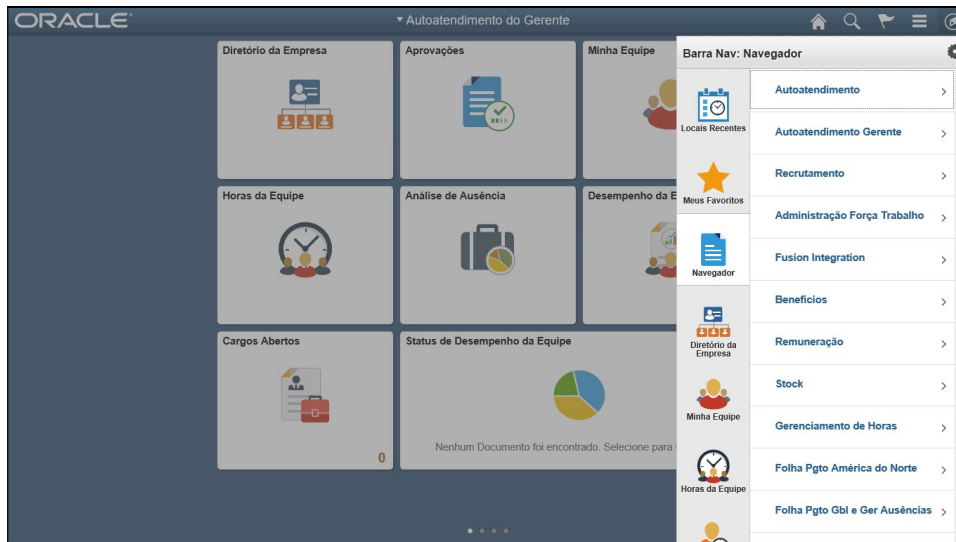 ORACLE
Autoatendimento do Gerente
Diretório da Empresa
Aprovações
Minha Equipe
Horas da Equipe
Análise de Ausência
Desempenho da E
Cargos Abertos
0
Status de Desempenho da Equipe
Nenhum Documento foi encontrado. Selecione para
Barra Nav: Navegador
Locais Recentes
Meus Favoritos
Navegador
Diretório da
Empresa
Minha Equipe
Horas da Equipe
Autoatendimento
Autoatendimento Gerente
Recrutamento
Administração Força Trabalho
Fusion Integration
Beneficios
Remuneração
Stock
Gerenciamento de Horas
Folha Pgto América do Norte
Folha Pgto Gbl e Ger Ausências